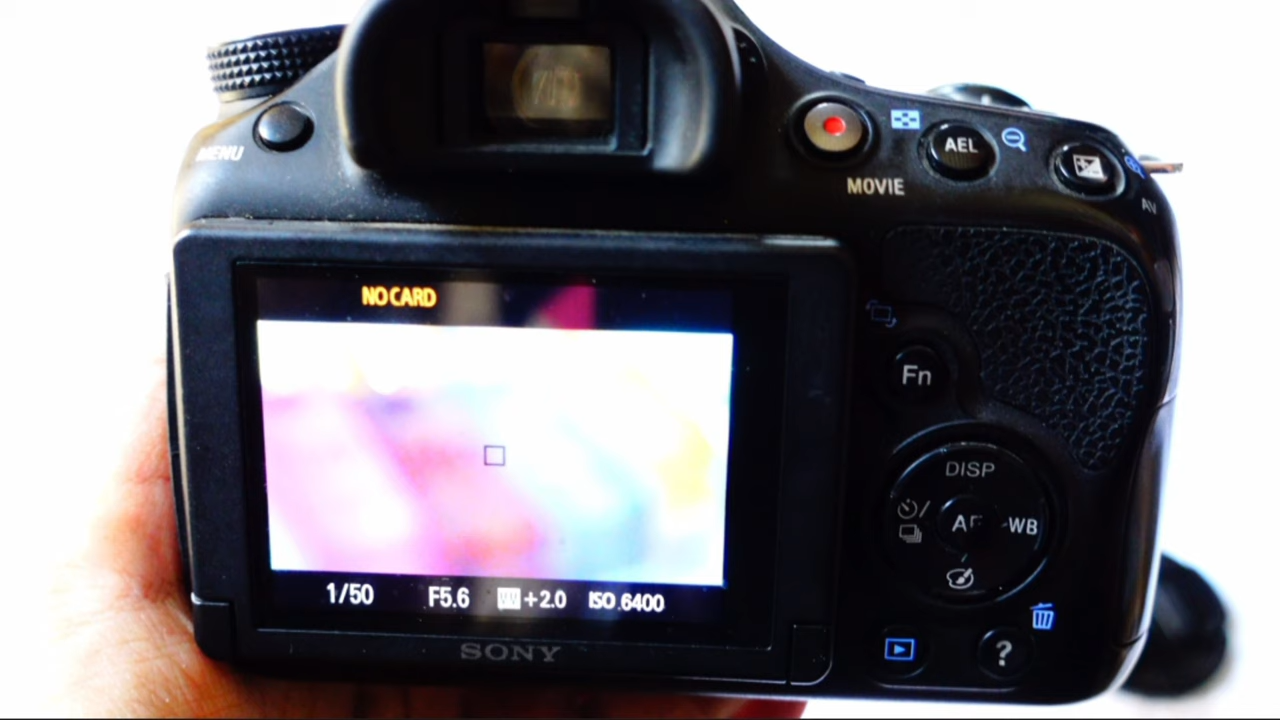 MENU
MOVIE
AEL
AV
NO CARD
Fn
DISP
WB
1/50 F5.6 +2.0 ISO 6400
SONY
?